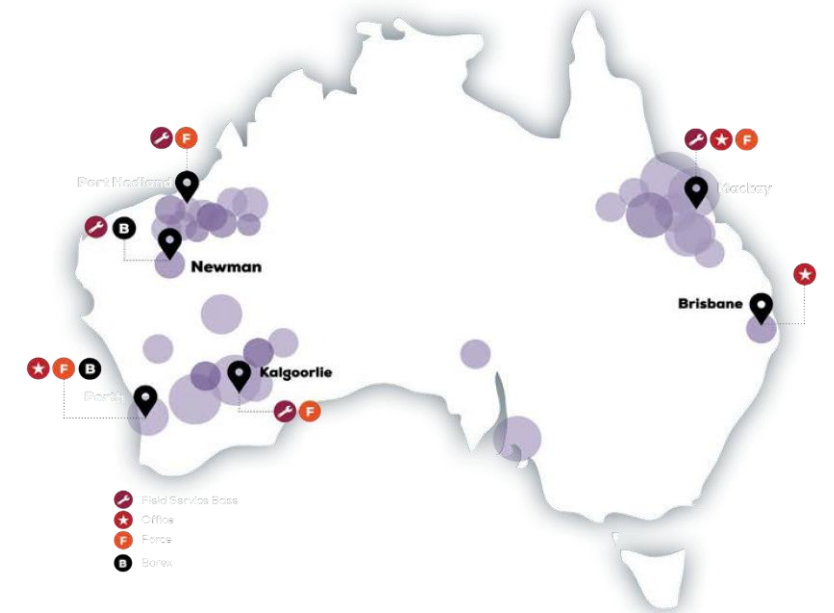 F
F
Port Hedland
Mackay
B
Newman
Brisbane
F
B
Perth
Kalgoorlie
F
Field Service Base
Office
F Force
B Borex